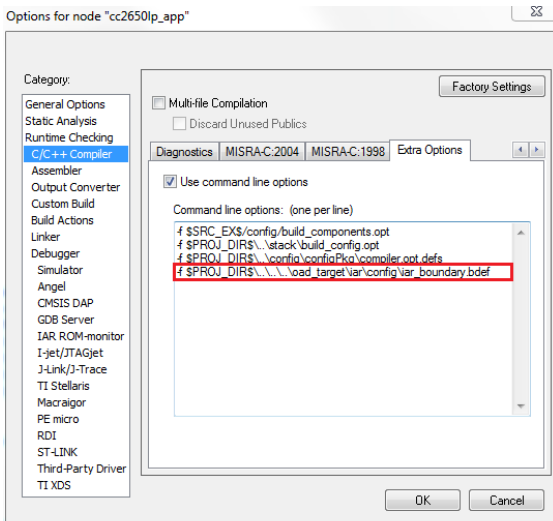 Options for node "cc2650lp_app"
Category:
Factory Settings
General Options
Static Analysis
Runtime Checking
C/C++ Compiler
Assembler
Output Converter
Custom Build
Build Actions
Linker
Debugger
Simulator
Angel
CMSIS DAP
GDB Server
IAR ROM-monitor
I-jet/JTAGjet
J-Link/J-Trace
TI Stellaris
Macraigor
PE micro
RDI
ST-LINK
Third-Party Driver
TI XDS
Multi-file Compilation
Discard Unused Publics
Diagnostics MISRA-C:2004 MISRA-C:1998 Extra Options
Use command line options
Command line options: (one per line)
-f $SRC_EX$/config/build_components.opt
-f $PROJ_DIR$\..\stack\build_config.opt
-f $PROJ_DIR$\..\config\configPkg\compiler.opt.defs
-f $PROJ_DIR$\..\..\..\oad_target\iar\config\iar_boundary.bdef
OK Cancel